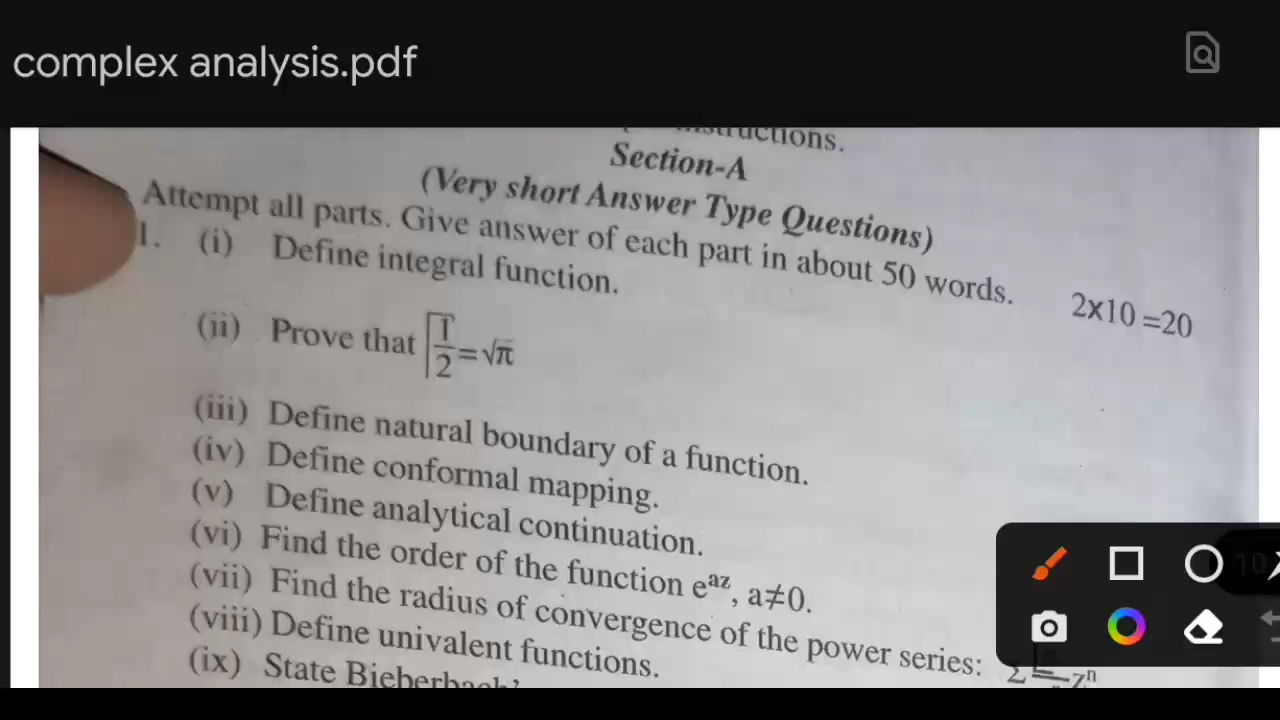 complex analysis.pdf
instructions.
Section-A
(Very short Answer Type Questions)
Attempt all parts. Give answer of each part in about 50 words. 2x10 =20
1. (i) Define integral function.
(ii) Prove that Γ1/2 = √π
(iii) Define natural boundary of a function.
(iv) Define conformal mapping.
(v) Define analytical continuation.
(vi) Find the order of the function e^az, a≠0.
(vii) Find the radius of convergence of the power series: Σ z^n
(viii) Define univalent functions.
(ix) State